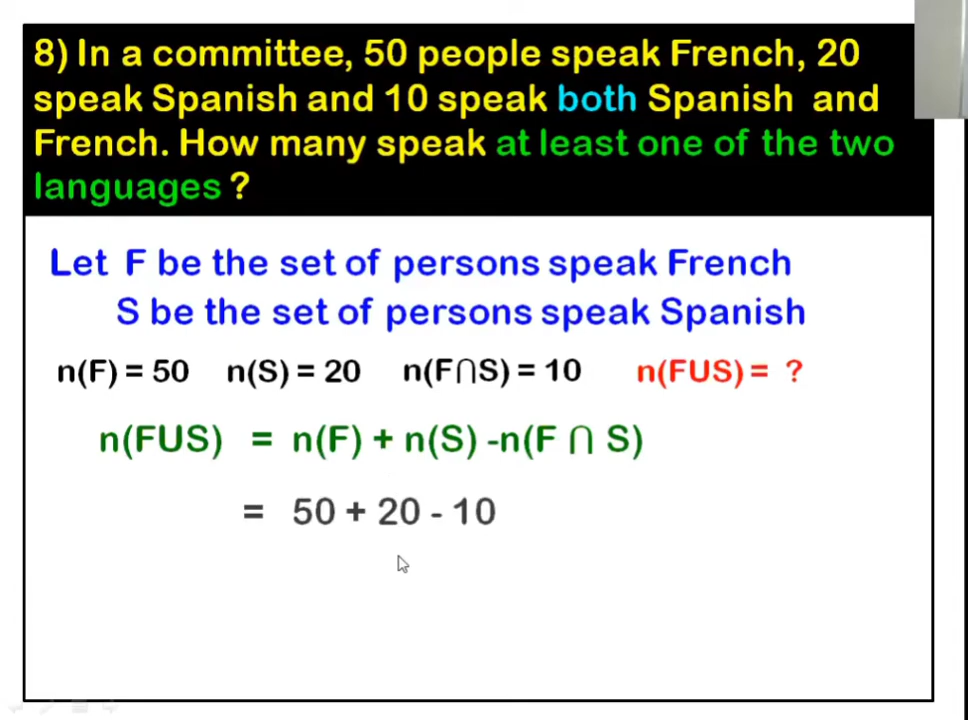 8) In a committee, 50 people speak French, 20
speak Spanish and 10 speak both Spanish and
French. How many speak at least one of the two
languages ?
Let F be the set of persons speak French
S be the set of persons speak Spanish
n(F) = 50 n(S) = 20 n(F∩S) = 10 n(FUS) = ?
n(FUS) = n(F) + n(S) -n(F ∩ S)
= 50 + 20 - 10